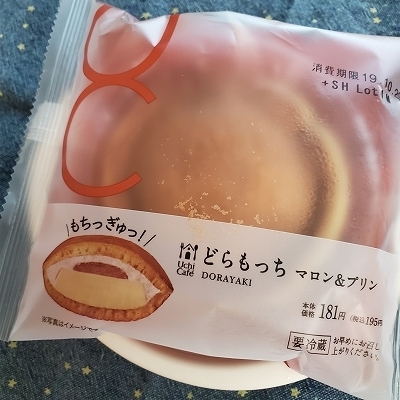 消費期限19.10.2
+SH Lot
もちっぎゅっ!
Uchi
Café
どらもっち マロン&プリン
DORAYAKI
本体
価格 181円 (税込195円)
※写真はイメージです
要冷蔵 お早めにお召し
上がりください。